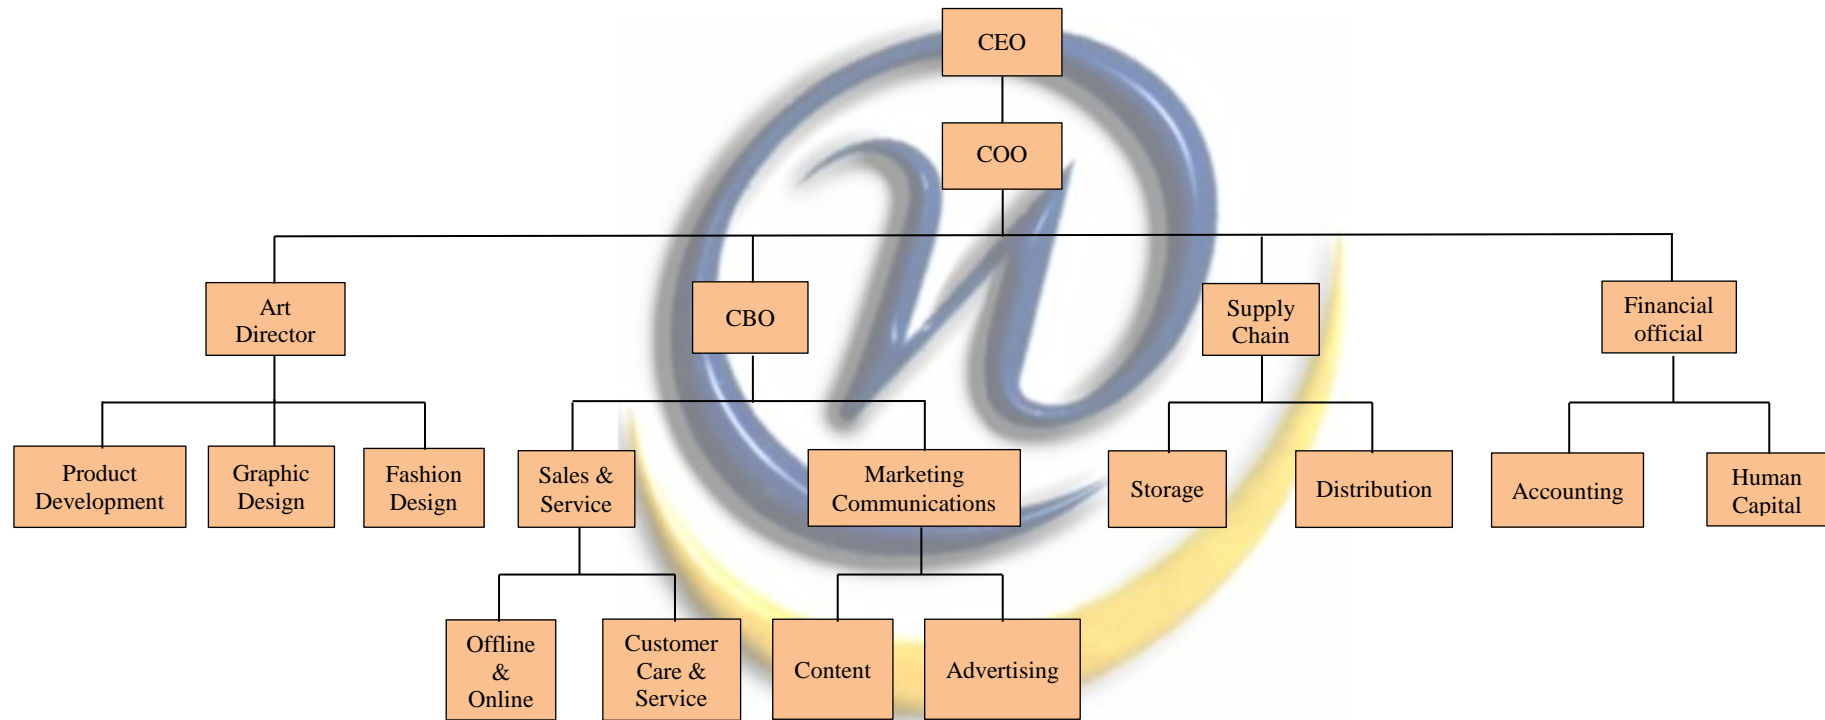 CEO
COO
Art
Director
CBO
Supply
Chain
Financial
official
Product
Development
Graphic
Design
Fashion
Design
Sales &
Service
Marketing
Communications
Storage
Distribution
Accounting
Human
Capital
Offline
&
Online
Customer
Care &
Service
Content
Advertising